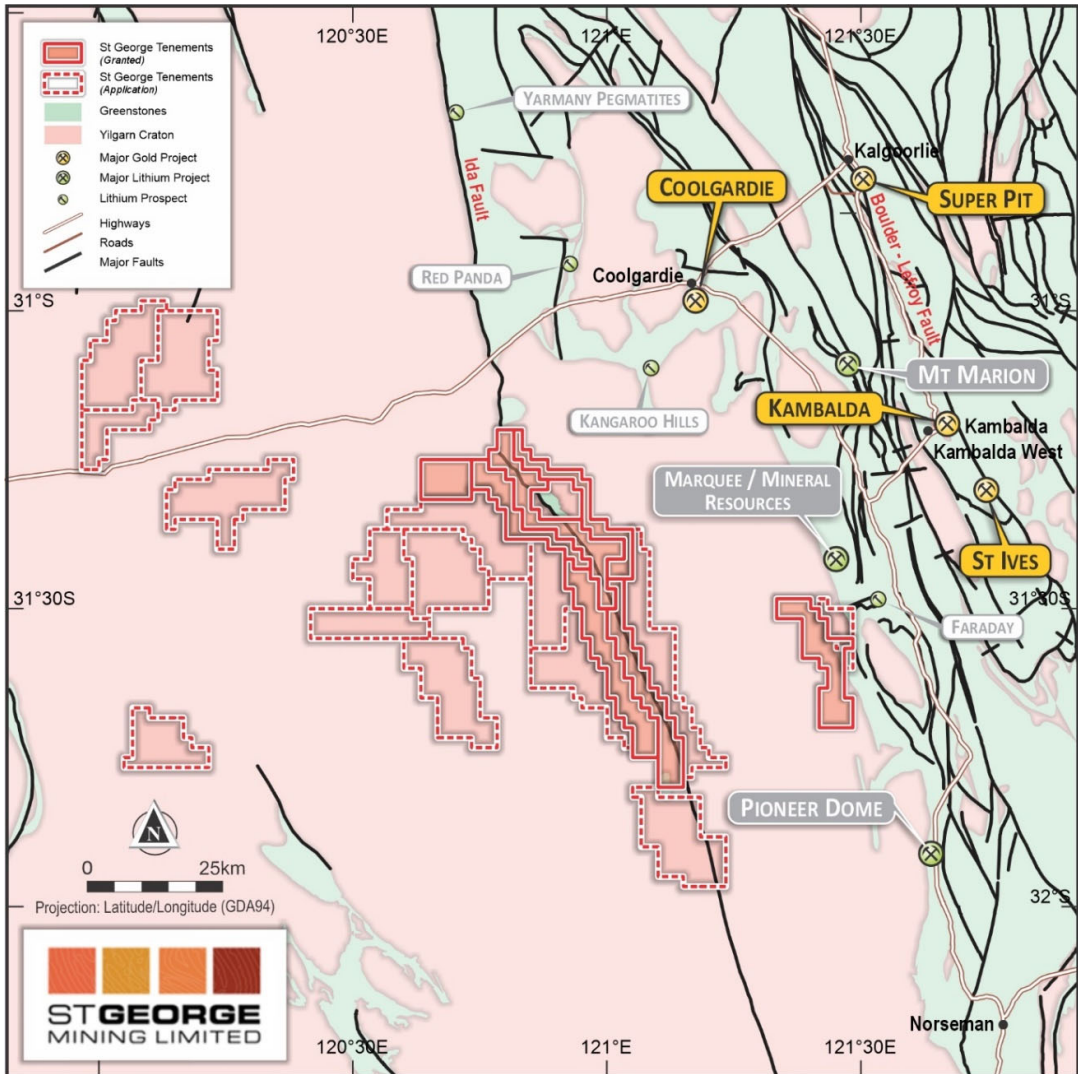 120°30E
121°E
121°30E
St George Tenements
(Granted)
St George Tenements
(Application)
Greenstones
Yilgarn Craton
Major Gold Project
Major Lithium Project
Lithium Prospect
Highways
Roads
Major Faults
YARMANY PEGMATITES
Ida Fault
Kalgoorlie
COOLGARDIE
SUPER PIT
Boulder - Lefroy Fault
RED PANDA
Coolgardie
31°S
31°S
MT MARION
KANGAROO HILLS
KAMBALDA
Kambalda
Kambalda West
MARQUEE / MINERAL
RESOURCES
ST IVES
31°30S
31°30S
FARADAY
PIONEER DOME
N
0 25km
Projection: Latitude/Longitude (GDA94)
32°S
STGEORGE
MINING LIMITED
Norseman
120°30E
121°E
121°30E